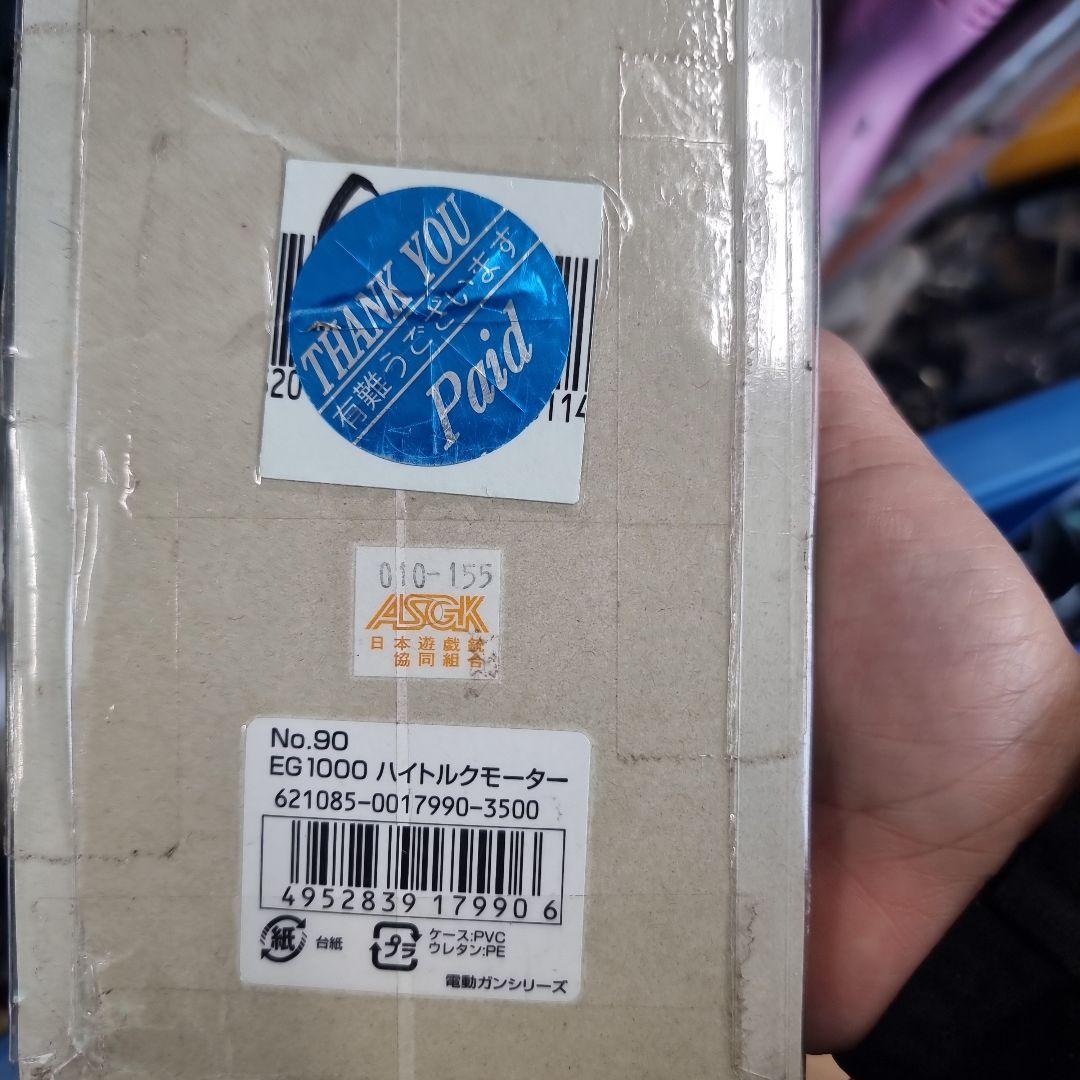 THANK YOU
有難うございます
Paid
20
114
010-155
ASGK
日本遊戯銃
協同組合
No.90
EG1000 ハイトルクモーター
621085-0017990-3500
4952839179906
紙 台紙
プラ ケース:PVC
ウレタン:PE
電動ガンシリーズ